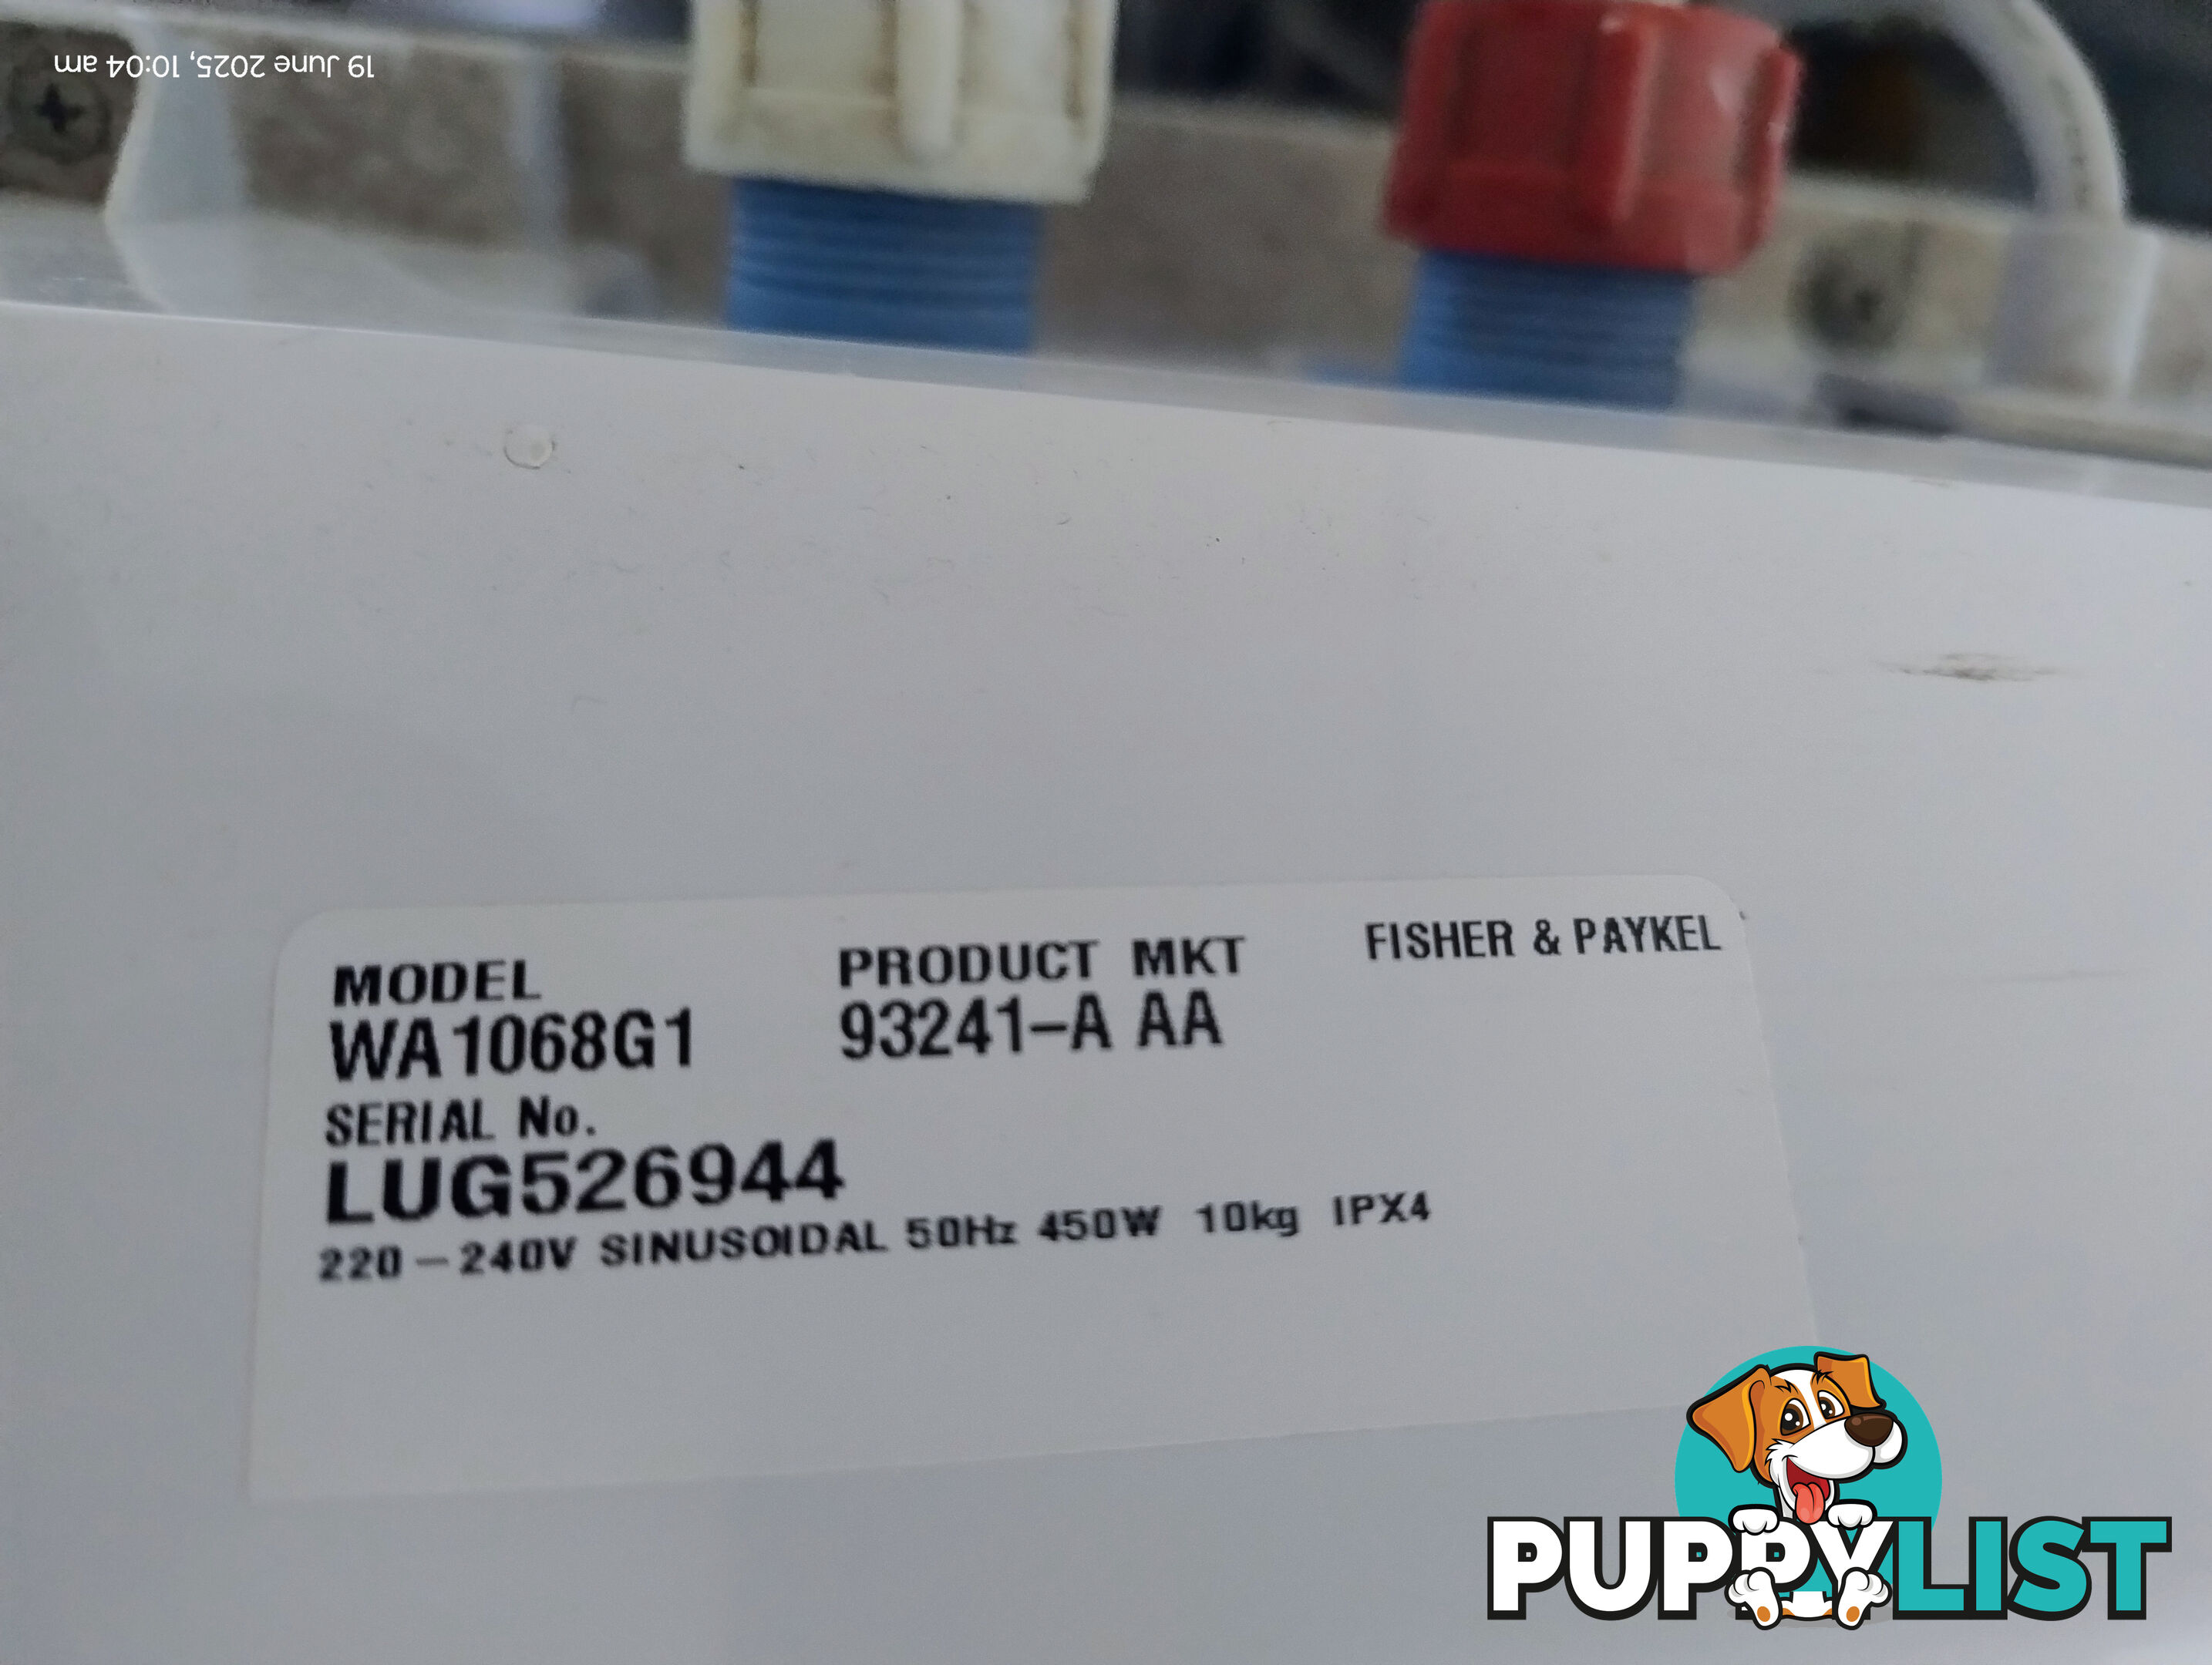 19 June 2025, 10:04 am
MODEL PRODUCT MKT FISHER & PAYKEL
WA1068G1 93241-A AA
SERIAL No.
LUG526944
220-240V SINUSOIDAL 50Hz 450W 10kg IPX4
PUPPYLIST